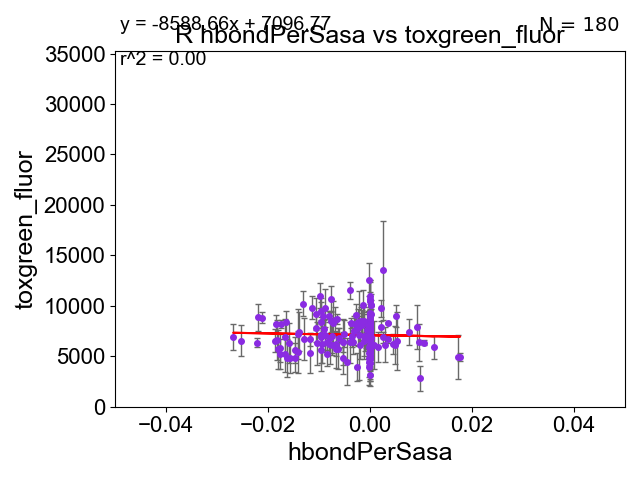 y = -8588.66x + 7096.77
N = 180
R hbondPerSasa vs toxgreen_fluor
r^2 = 0.00
35000
30000
25000
20000
15000
10000
5000
0
toxgreen_fluor
−0.04 −0.02 0.00 0.02 0.04
hbondPerSasa